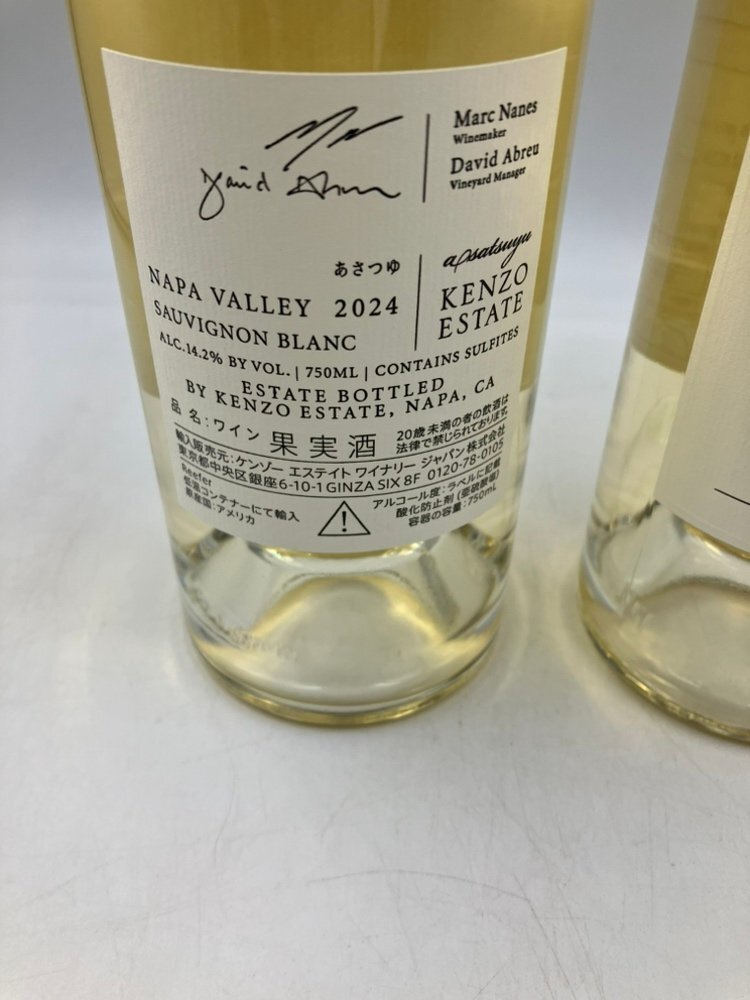 David Abreu
Marc Nanes
Winemaker
David Abreu
Vineyard Manager
あさつゆ
NAPA VALLEY 2024
SAUVIGNON BLANC
asatsuyu
KENZO
ESTATE
ALC.14.2% BY VOL. | 750ML | CONTAINS SULFITES
ESTATE BOTTLED
BY KENZO ESTATE, NAPA, CA
品 名:ワイン 果実酒
20歳未満の者の飲酒は
法律で禁じられております。
輸入販売元:ケンゾー エステイト ワイナリー ジャパン株式会社
東京都中央区銀座6-10-1 GINZA SIX 8F 0120-78-0105
Reefer
低温コンテナーにて輸入
原産国:アメリカ
アルコール度:ラベルに記載
酸化防止剤 (亜硫酸塩)
容器の容量:750mL